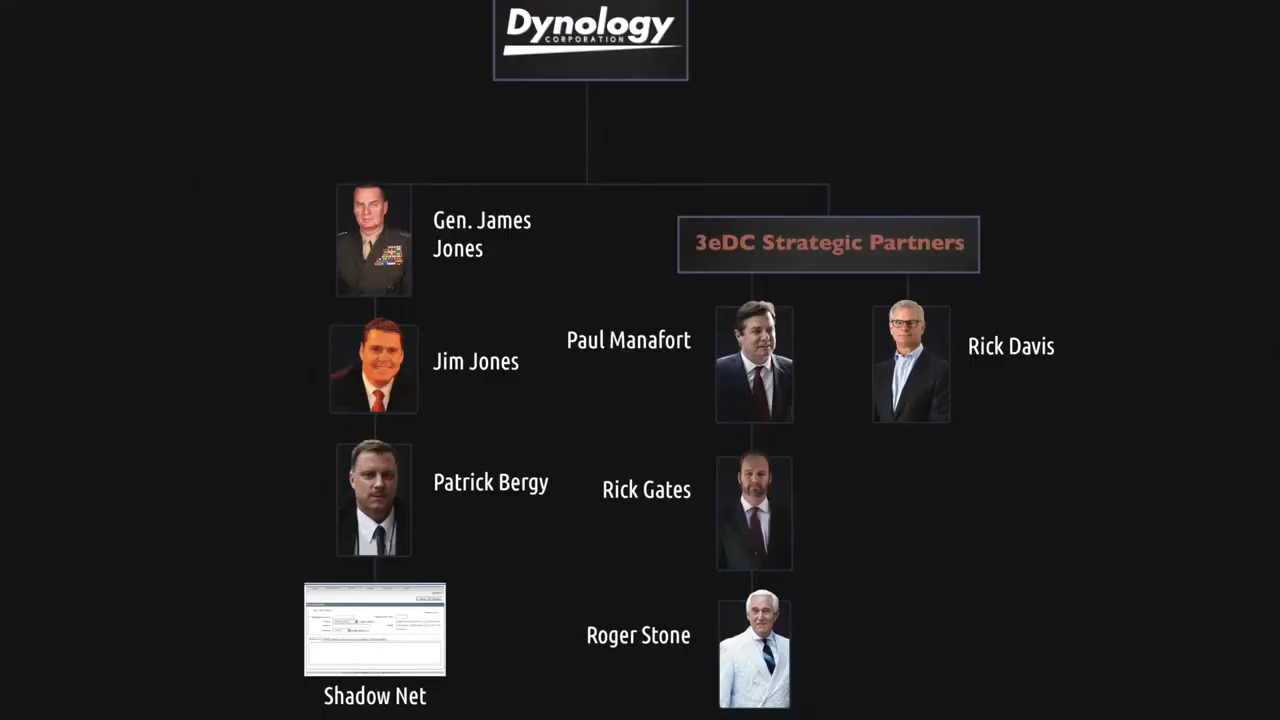 Dynology
CORPORATION
Gen. James
Jones
3eDC Strategic Partners
Paul Manafort
Rick Davis
Jim Jones
Patrick Bergy
Rick Gates
Roger Stone
Shadow Net